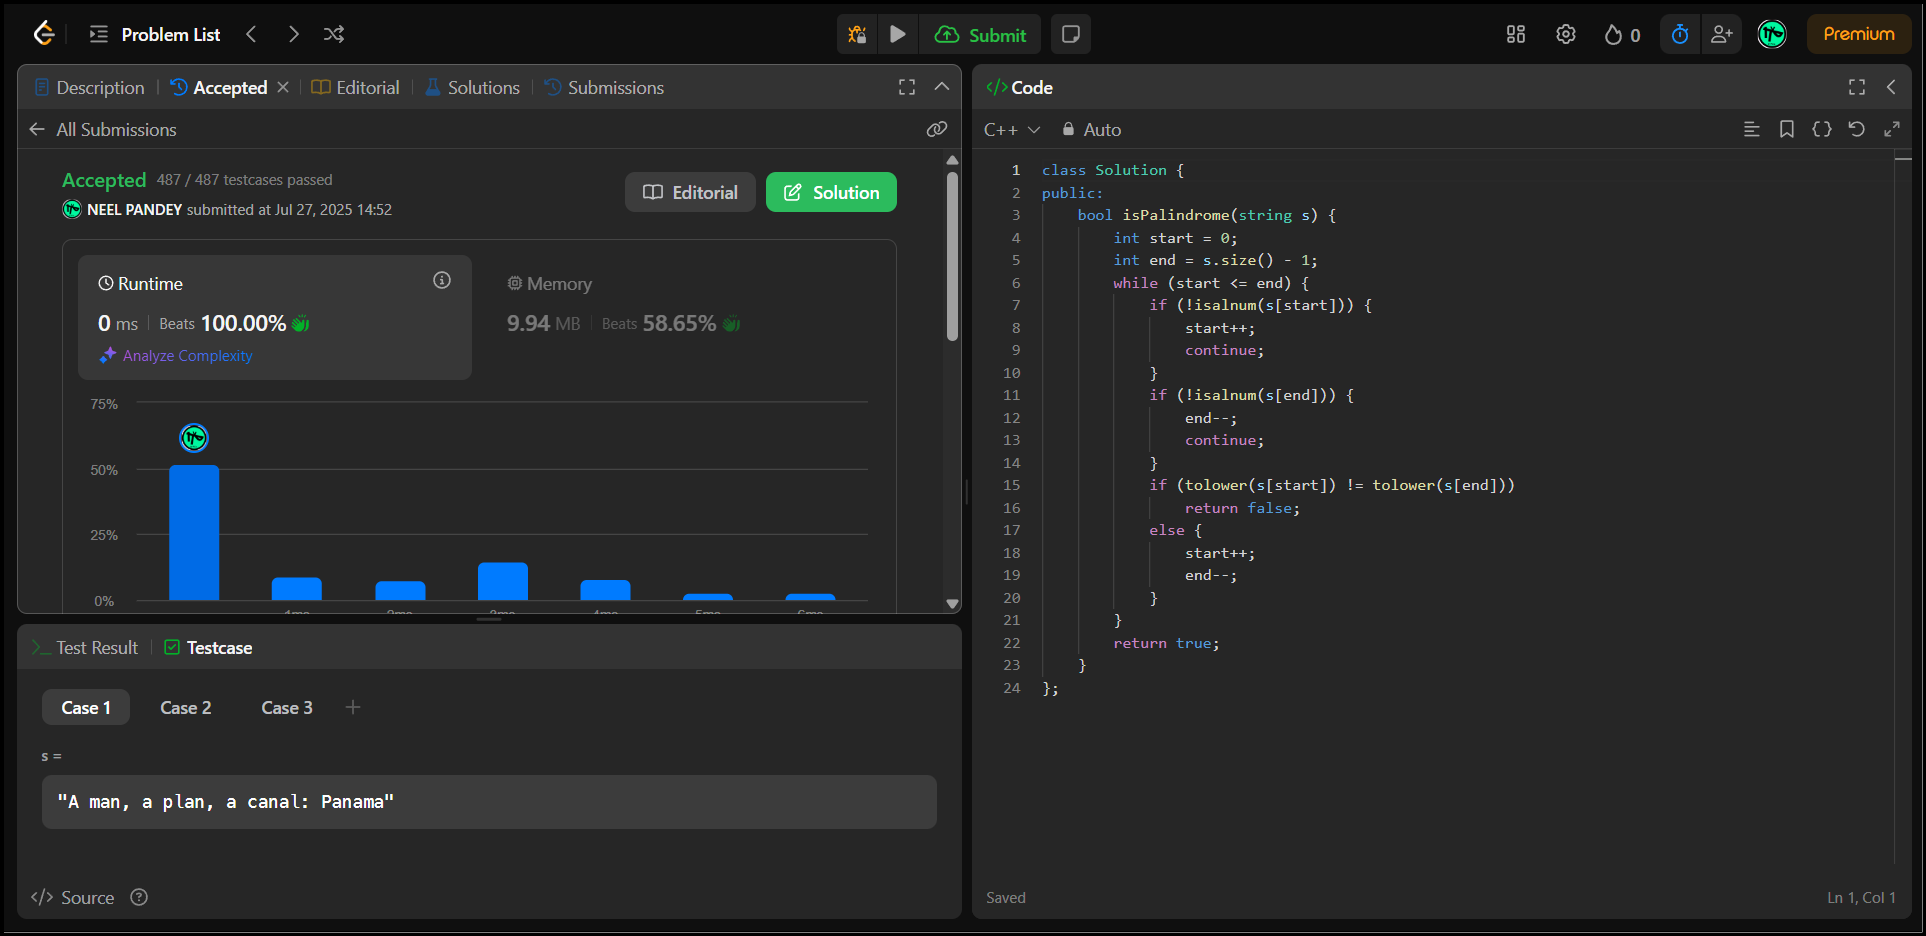 Problem List
Submit
0
Premium
Description
Accepted
Editorial
Solutions
Submissions
All Submissions
Accepted 487 / 487 testcases passed
NEEL PANDEY submitted at Jul 27, 2025 14:52
Editorial
Solution
Runtime
0 ms
Beats 100.00%
Analyze Complexity
Memory
9.94 MB
Beats 58.65%
75%
50%
25%
0%
1ms
2ms
3ms
4ms
5ms
6ms
Test Result
Testcase
Case 1
Case 2
Case 3
s =
"A man, a plan, a canal: Panama"
</> Source
</> Code
C++
Auto
1 class Solution {
2 public:
3     bool isPalindrome(string s) {
4         int start = 0;
5         int end = s.size() - 1;
6         while (start <= end) {
7             if (!isalnum(s[start])) {
8                 start++;
9                 continue;
10             }
11             if (!isalnum(s[end])) {
12                 end--;
13                 continue;
14             }
15             if (tolower(s[start]) != tolower(s[end]))
16                 return false;
17             else {
18                 start++;
19                 end--;
20             }
21         }
22         return true;
23     }
24 };
Saved
Ln 1, Col 1